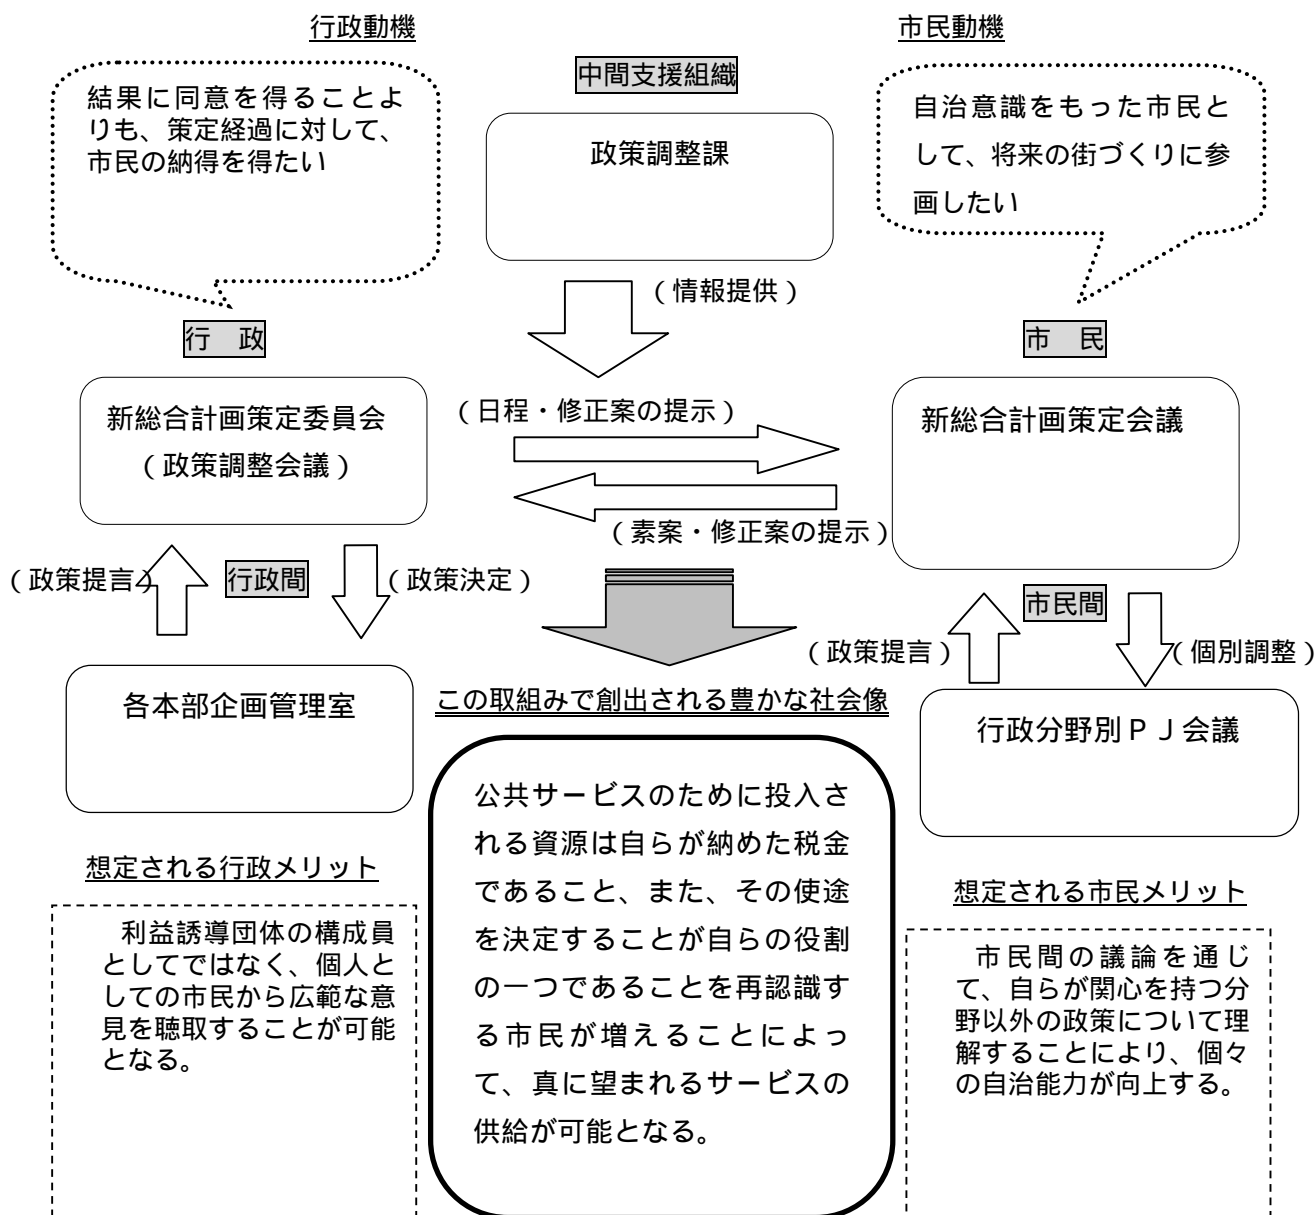 行政動機
市民動機
結果に同意を得ることよ
りも、策定経過に対して、
市民の納得を得たい
中間支援組織
政策調整課
自治意識をもった市民と
して、将来の街づくりに参
画したい
（情報提供）
行　政
市　民
新総合計画策定委員会
（政策調整会議）
（日程・修正案の提示）
新総合計画策定会議
（素案・修正案の提示）
（政策提言）
行政間
（政策決定）
市民間
（政策提言）
（個別調整）
各本部企画管理室
この取組みで創出される豊かな社会像
行政分野別ＰＪ会議
公共サービスのために投入さ
れる資源は自らが納めた税金
であること、また、その使途
を決定することが自らの役割
の一つであることを再認識す
る市民が増えることによっ
て、真に望まれるサービスの
供給が可能となる。
想定される行政メリット
利益誘導団体の構成員
としてではなく、個人と
しての市民から広範な意
見を聴取することが可能
となる。
想定される市民メリット
市民間の議論を通じ
て、自らが関心を持つ分
野以外の政策について理
解することにより、個々
の自治能力が向上する。